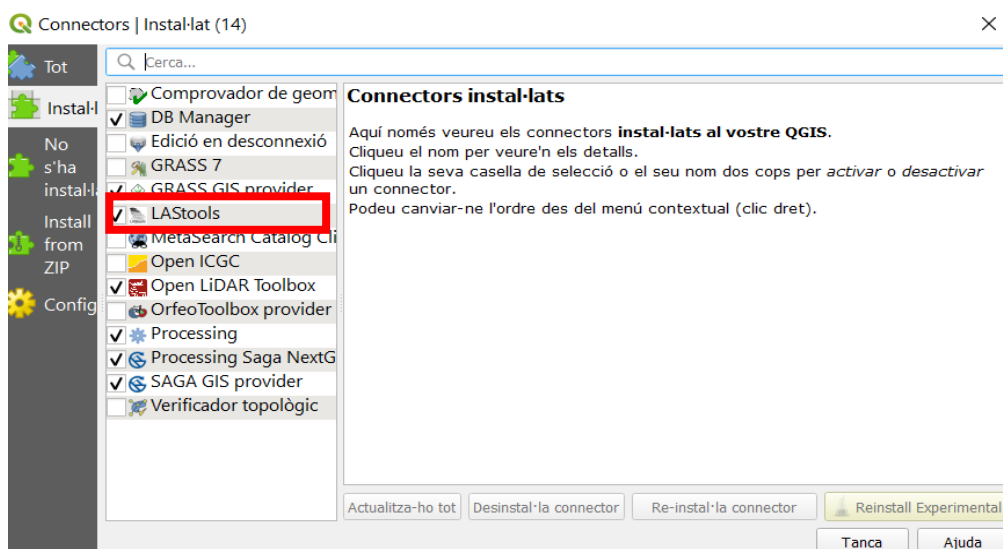 Connectors | Instal·lat (14)
Tot
Instal·l
No
s'ha
instal·la
Install
from
ZIP
Config
Cerca...
Comprovador de geom
DB Manager
Edició en desconnexió
GRASS 7
GRASS GIS provider
LAStools
MetaSearch Catalog Cli
Open ICGC
Open LiDAR Toolbox
OrfeoToolbox provider
Processing
Processing Saga NextG
SAGA GIS provider
Verificador topològic
Connectors instal·lats
Aquí només veureu els connectors instal·lats al vostre QGIS.
Cliqueu el nom per veure'n els detalls.
Cliqueu la seva casella de selecció o el seu nom dos cops per activar o desactivar
un connector.
Podeu canviar-ne l'ordre des del menú contextual (clic dret).
Actualitza-ho tot
Desinstal·la connector
Re-instal·la connector
Reinstall Experimental
Tanca
Ajuda